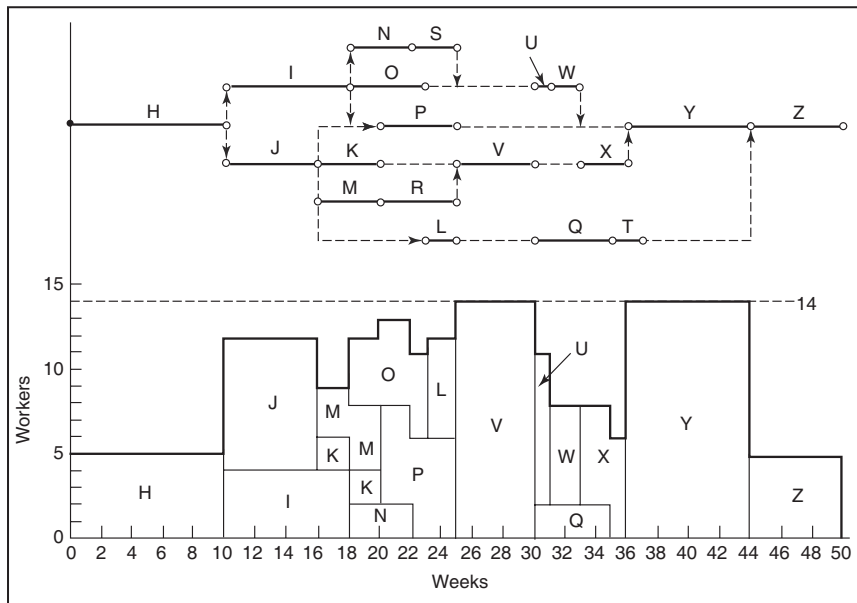 N S
U
I O W
H P Y Z
J K V X
M R
L Q T
15
14
U
10
O
J M L
V Y
Workers
5
M W X
K P
H I K Z
N Q
0
0 2 4 6 8 10 12 14 16 18 20 22 24 26 28 30 32 34 36 38 40 42 44 46 48 50
Weeks